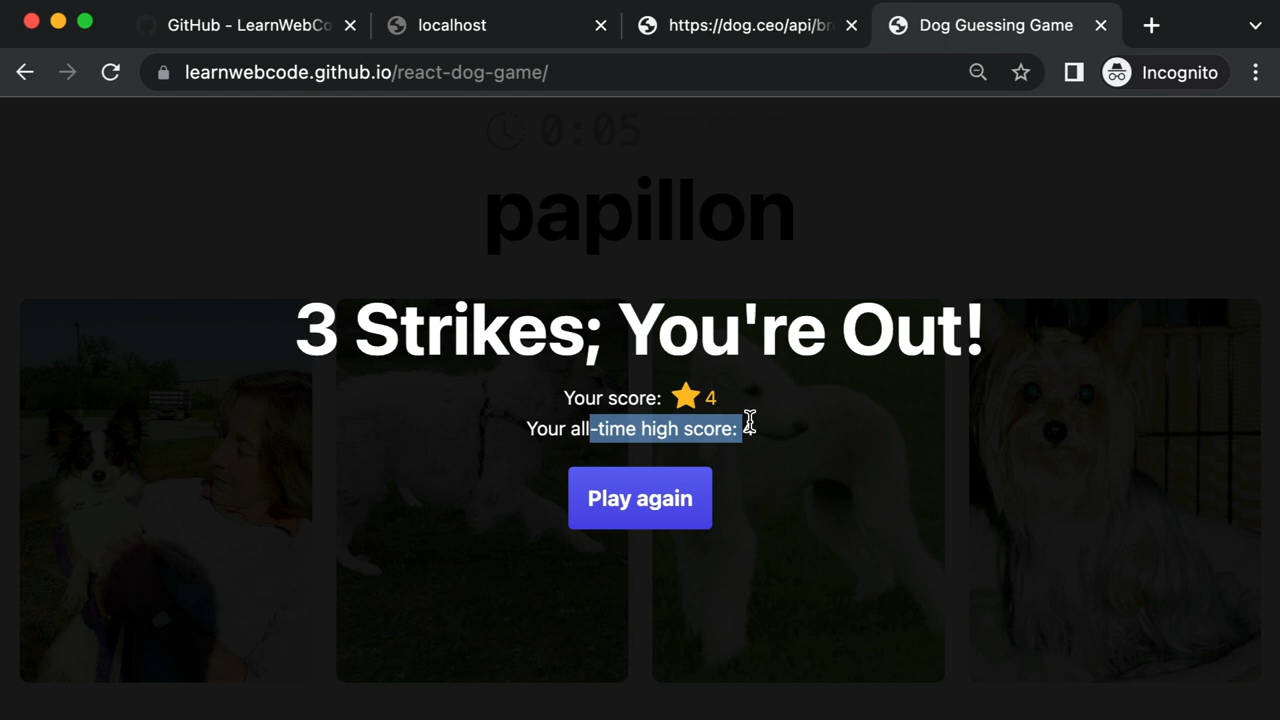 GitHub - LearnWebCo
localhost
https://dog.ceo/api/br
Dog Guessing Game
learnwebcode.github.io/react-dog-game/
Incognito
0:05
papillon
3 Strikes; You're Out!
Your score: 4
Your all-time high score:
Play again